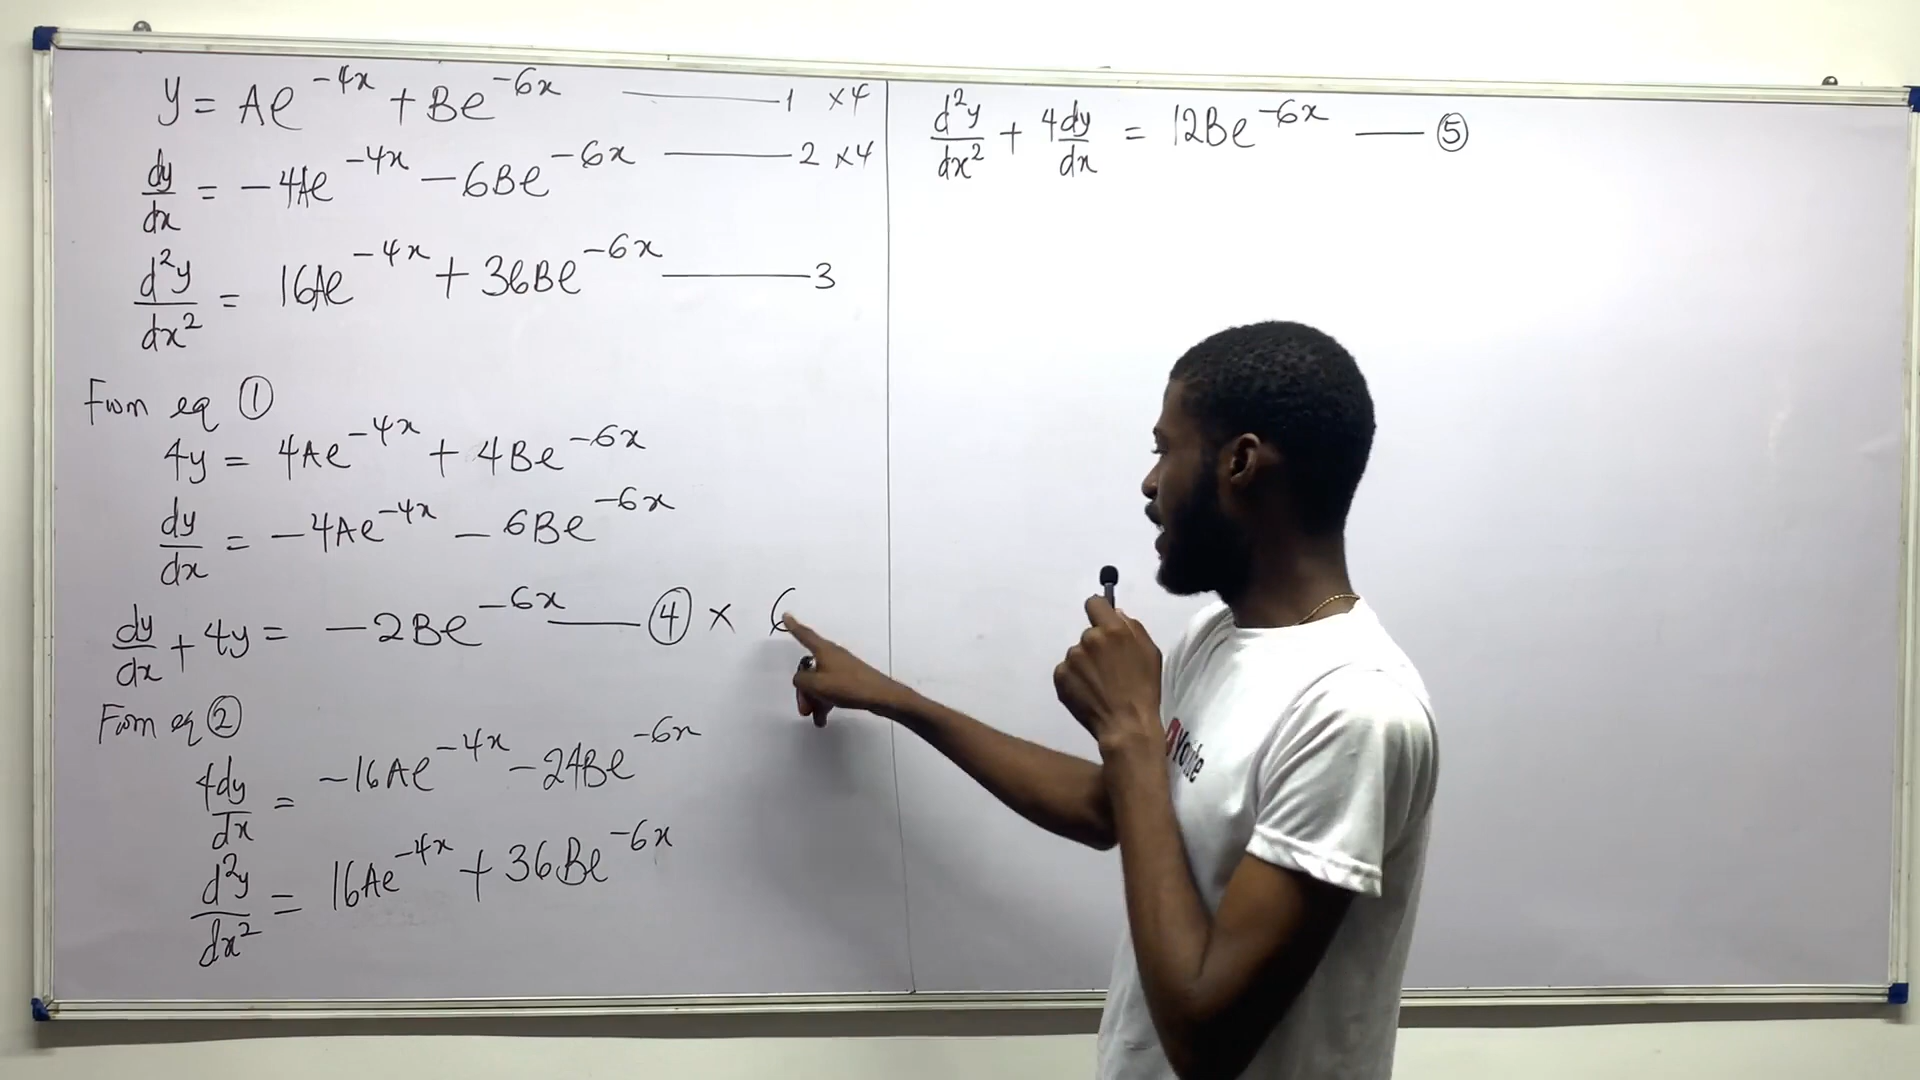 y = Ae^{-4x} + Be^{-6x} —— 1 ×4
dy/dx = -4Ae^{-4x} - 6Be^{-6x} —— 2 ×4
d²y/dx² = 16Ae^{-4x} + 36Be^{-6x} —— 3
From eq ①
4y = 4Ae^{-4x} + 4Be^{-6x}
dy/dx = -4Ae^{-4x} - 6Be^{-6x}
dy/dx + 4y = -2Be^{-6x} —— ④ × 6
From eq ②
4dy/dx = -16Ae^{-4x} - 24Be^{-6x}
d²y/dx² = 16Ae^{-4x} + 36Be^{-6x}
d²y/dx² + 4dy/dx = 12Be^{-6x} —— ⑤